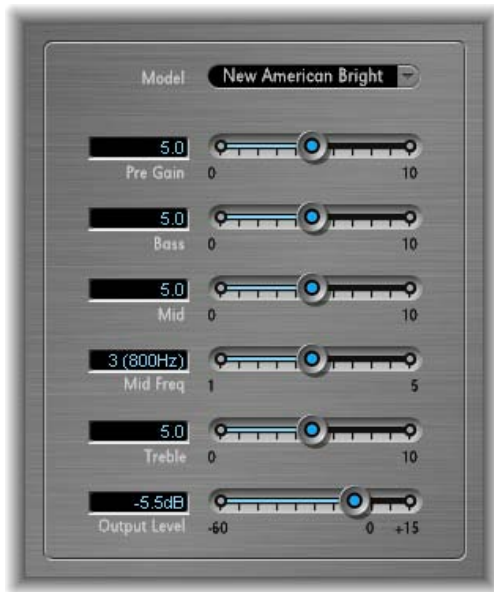 Model New American Bright
5.0
Pre Gain 0 10
5.0
Bass 0 10
5.0
Mid 0 10
3 (800Hz)
Mid Freq 1 5
5.0
Treble 0 10
-5.5dB
Output Level -60 0 +15